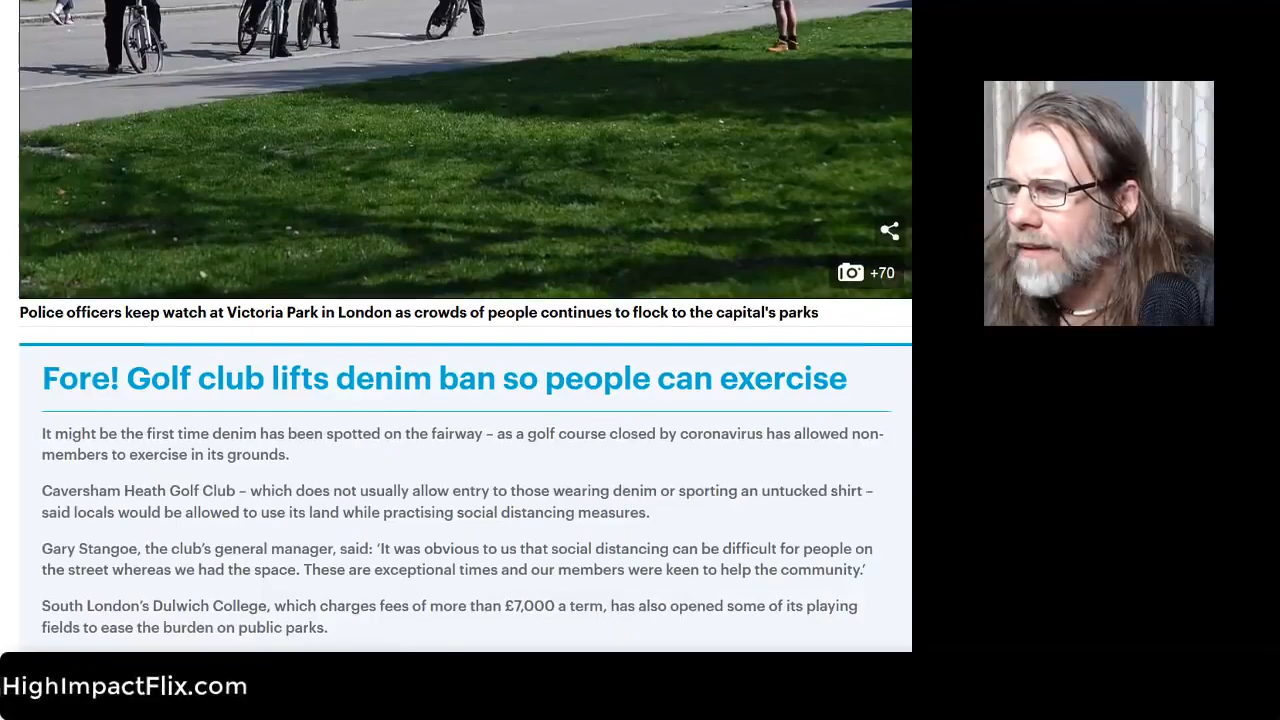 +70
Police officers keep watch at Victoria Park in London as crowds of people continues to flock to the capital's parks
Fore! Golf club lifts denim ban so people can exercise
It might be the first time denim has been spotted on the fairway – as a golf course closed by coronavirus has allowed non-
members to exercise in its grounds.
Caversham Heath Golf Club – which does not usually allow entry to those wearing denim or sporting an untucked shirt –
said locals would be allowed to use its land while practising social distancing measures.
Gary Stangoe, the club’s general manager, said: ‘It was obvious to us that social distancing can be difficult for people on
the street whereas we had the space. These are exceptional times and our members were keen to help the community.’
South London’s Dulwich College, which charges fees of more than £7,000 a term, has also opened some of its playing
fields to ease the burden on public parks.
HighImpactFlix.com